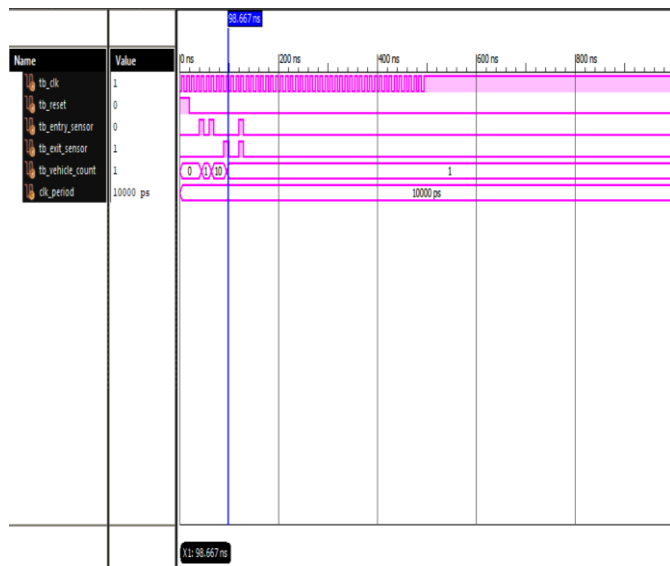 98.667 ns
Name Value
0 ns 200 ns 400 ns 600 ns 800 ns
tb_clk 1
tb_reset 0
tb_entry_sensor 0
tb_exit_sensor 1
tb_vehicle_count 1 0 1 10 1
clk_period 10000 ps 10000 ps
X1: 98.667 ns